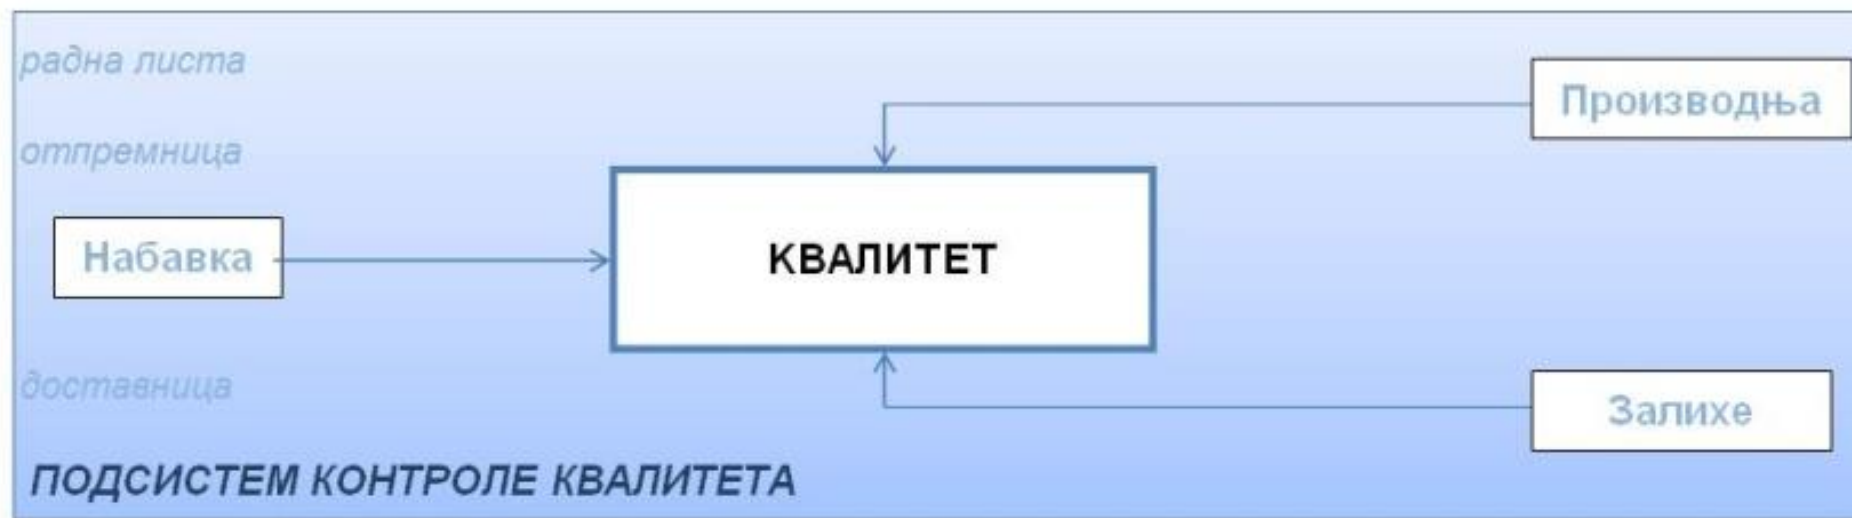 радна листа
Производња
отпремница
Набавка
КВАЛИТЕТ
доставница
Залихе
ПОДСИСТЕМ КОНТРОЛЕ КВАЛИТЕТА